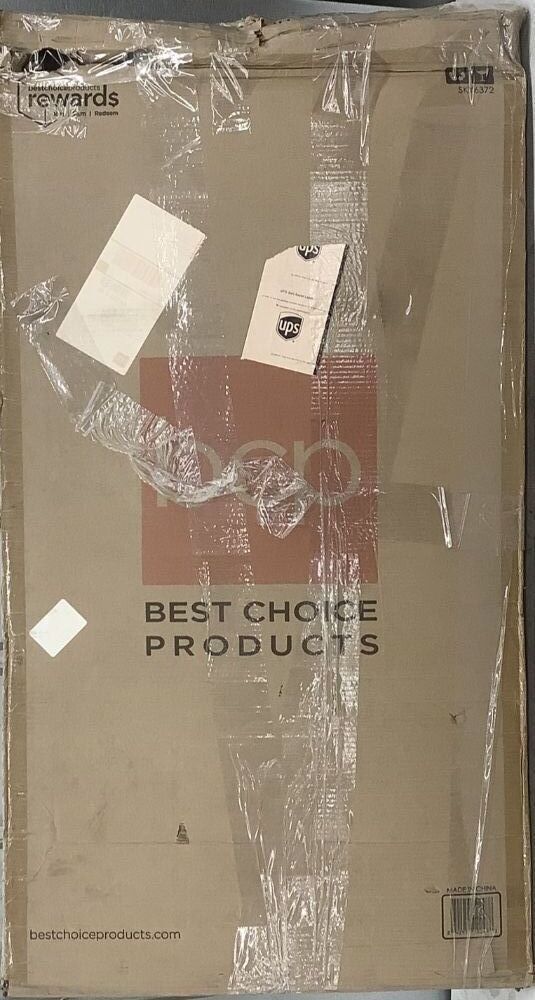 bestchoiceproducts
rewards
Redeem
SKY6372
ups
ups
bcp
BEST CHOICE
PRODUCTS
MADE IN CHINA
bestchoiceproducts.com